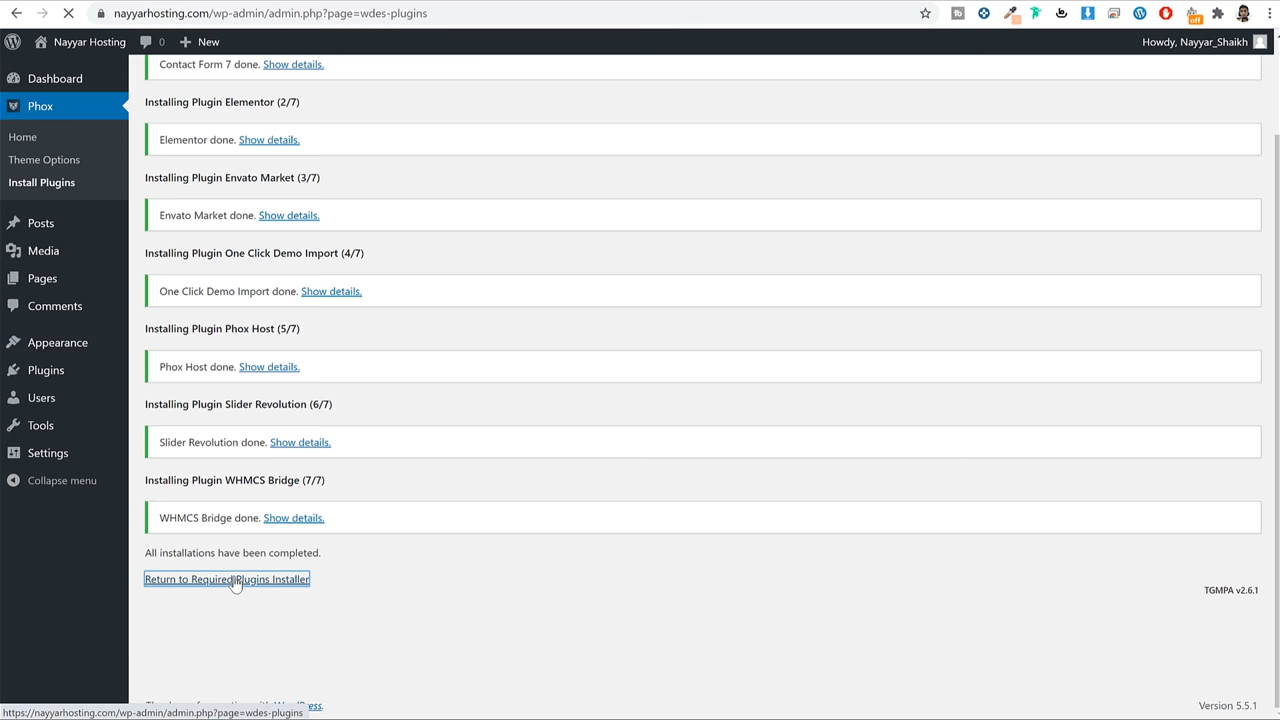 nayyarhosting.com/wp-admin/admin.php?page=wdes-plugins
off
Nayyar Hosting
0
New
Howdy, Nayyar_Shaikh
Dashboard
Phox
Home
Theme Options
Install Plugins
Posts
Media
Pages
Comments
Appearance
Plugins
Users
Tools
Settings
Collapse menu
Contact Form 7 done. Show details.
Installing Plugin Elementor (2/7)
Elementor done. Show details.
Installing Plugin Envato Market (3/7)
Envato Market done. Show details.
Installing Plugin One Click Demo Import (4/7)
One Click Demo Import done. Show details.
Installing Plugin Phox Host (5/7)
Phox Host done. Show details.
Installing Plugin Slider Revolution (6/7)
Slider Revolution done. Show details.
Installing Plugin WHMCS Bridge (7/7)
WHMCS Bridge done. Show details.
All installations have been completed.
Return to Required Plugins Installer
TGMPA v2.6.1
Version 5.5.1
https://nayyarhosting.com/wp-admin/admin.php?page=wdes-plugins